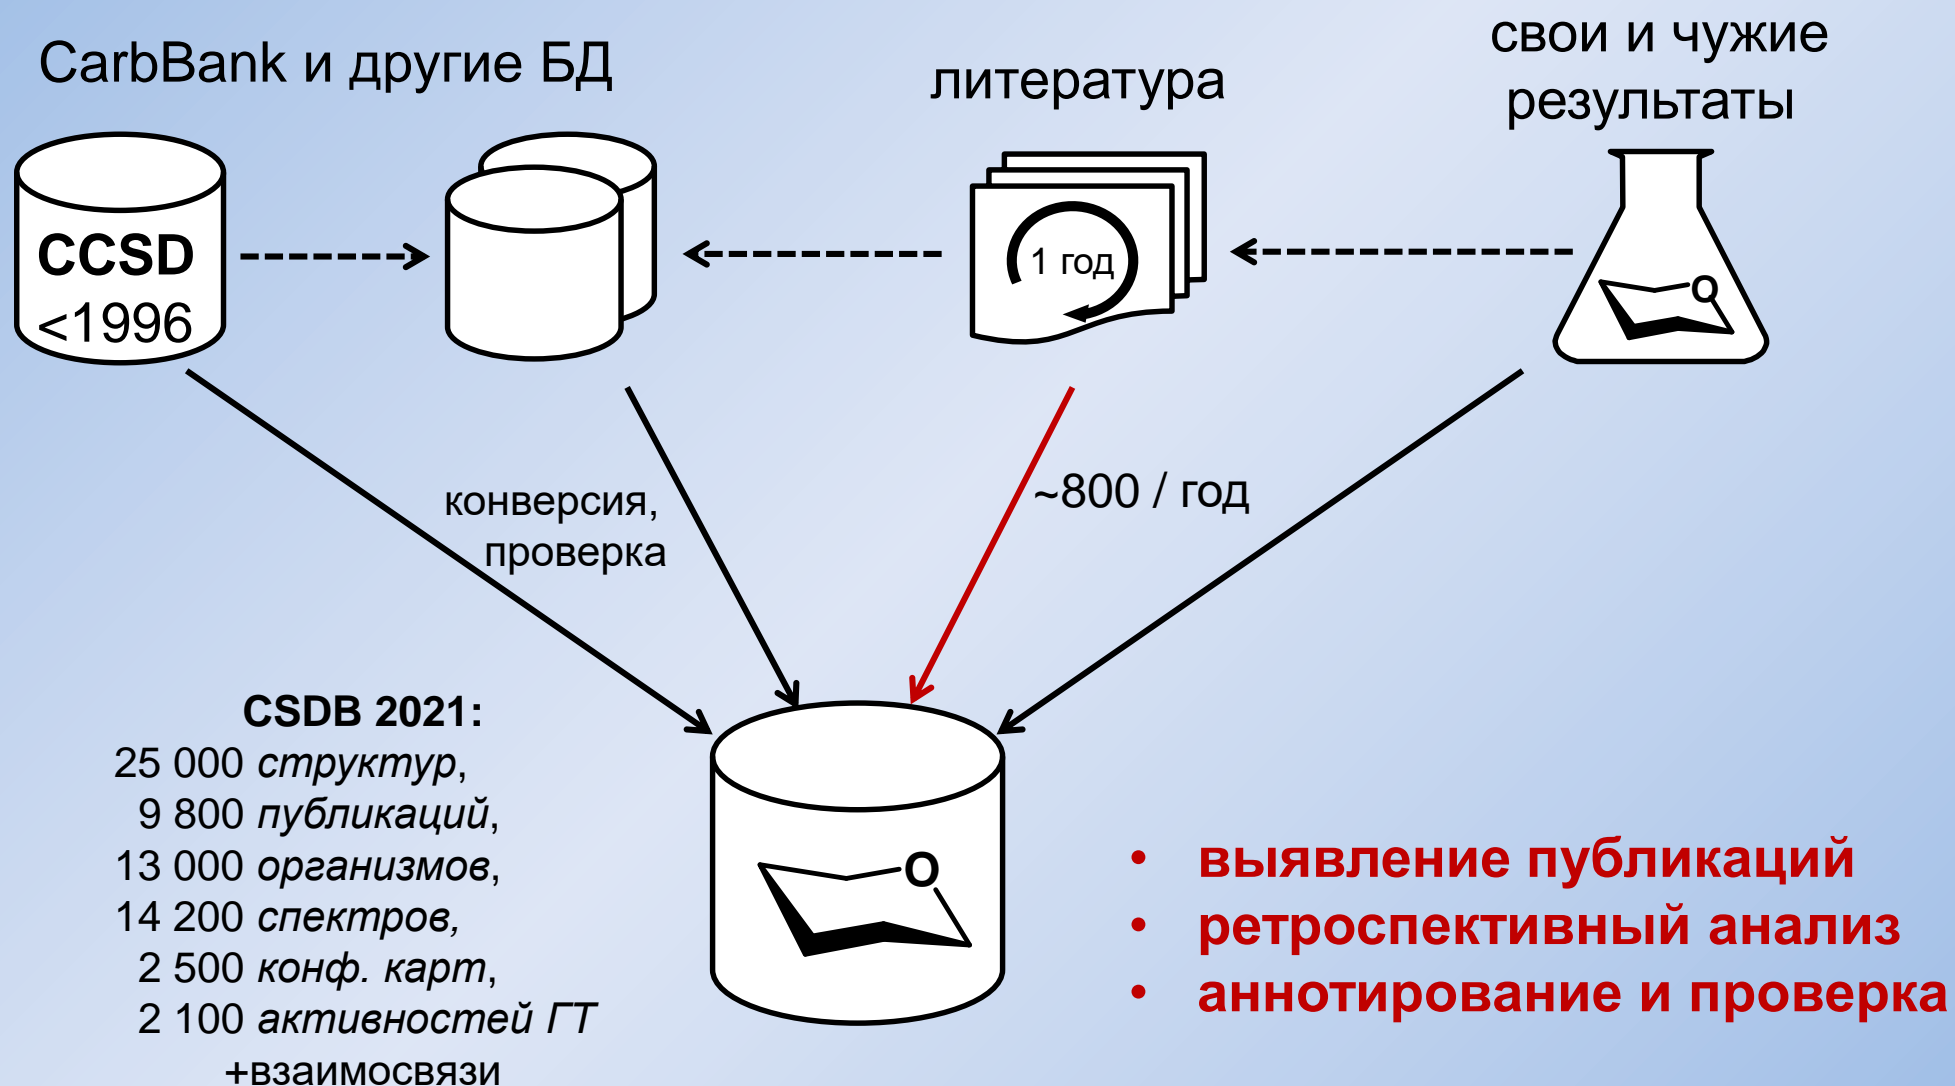 CarbBank и другие БД
литература
свои и чужие
результаты
CCSD
<1996
1 год
O
конверсия,
проверка
~800 / год
CSDB 2021:
25 000 структур,
9 800 публикаций,
13 000 организмов,
14 200 спектров,
2 500 конф. карт,
2 100 активностей ГТ
+взаимосвязи
O
• выявление публикаций
• ретроспективный анализ
• аннотирование и проверка